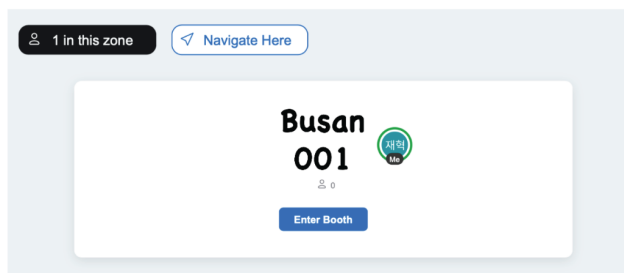 1 in this zone
Navigate Here
Busan
001
재혁
Me
0
Enter Booth